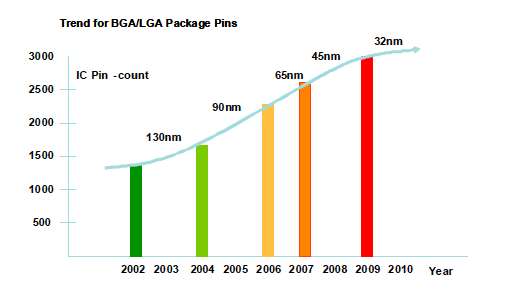 Trend for BGA/LGA Package Pins
32nm
45nm
3000
IC Pin -count
65nm
2500
90nm
2000
130nm
1500
1000
500
2002 2003 2004 2005 2006 2007 2008 2009 2010 Year